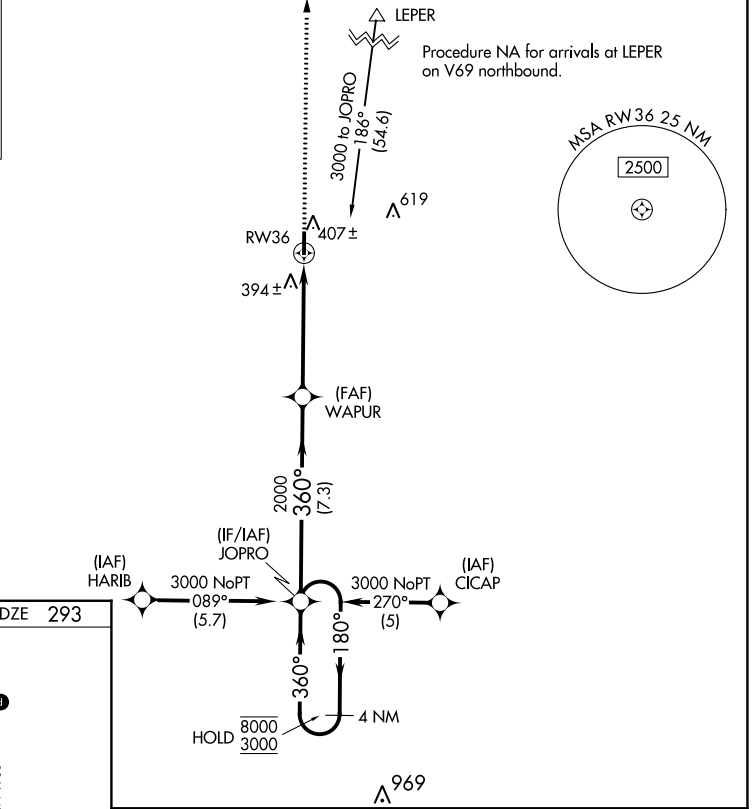 LEPER
Procedure NA for arrivals at LEPER
on V69 northbound.
3000 to JOPRO
186°
(54.6)
MSA RW36 25 NM
2500
619
RW36
407±
394±
(FAF)
WAPUR
2000
360°
(7.3)
(IF/IAF)
JOPRO
(IAF)
HARIB
3000 NoPT
089°
(5.7)
(IAF)
CICAP
3000 NoPT
270°
(5)
DZE 293
360°
180°
HOLD
8000
3000
4 NM
969